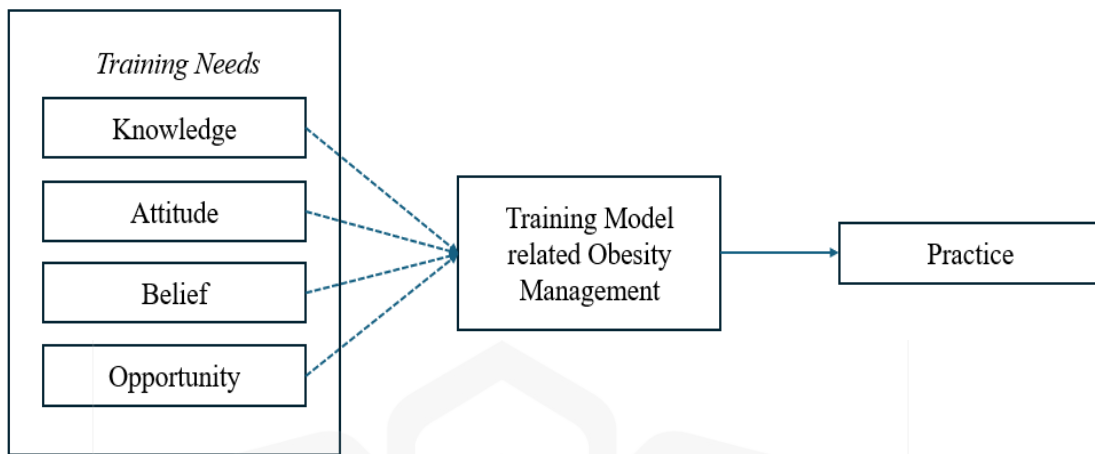 Training Needs
Knowledge
Attitude
Belief
Opportunity
Training Model
related Obesity
Management
Practice